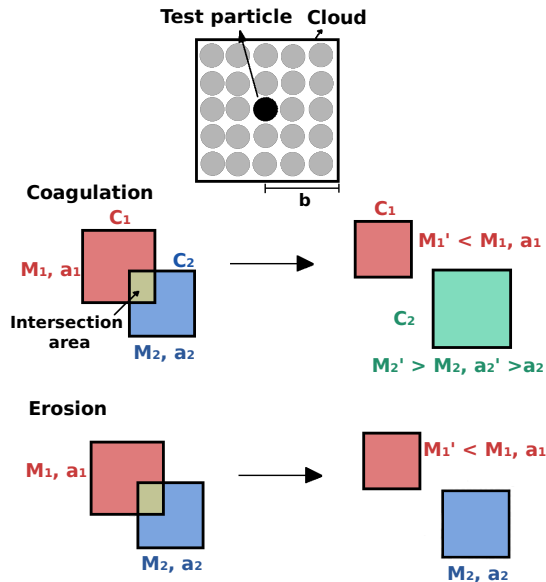 Test particle
Cloud
b
Coagulation
C₁
M₁, a₁
C₂
Intersection
area
M₂, a₂
C₁
M₁' < M₁, a₁
C₂
M₂' > M₂, a₂' >a₂
Erosion
M₁, a₁
M₂, a₂
M₁' < M₁, a₁
M₂, a₂